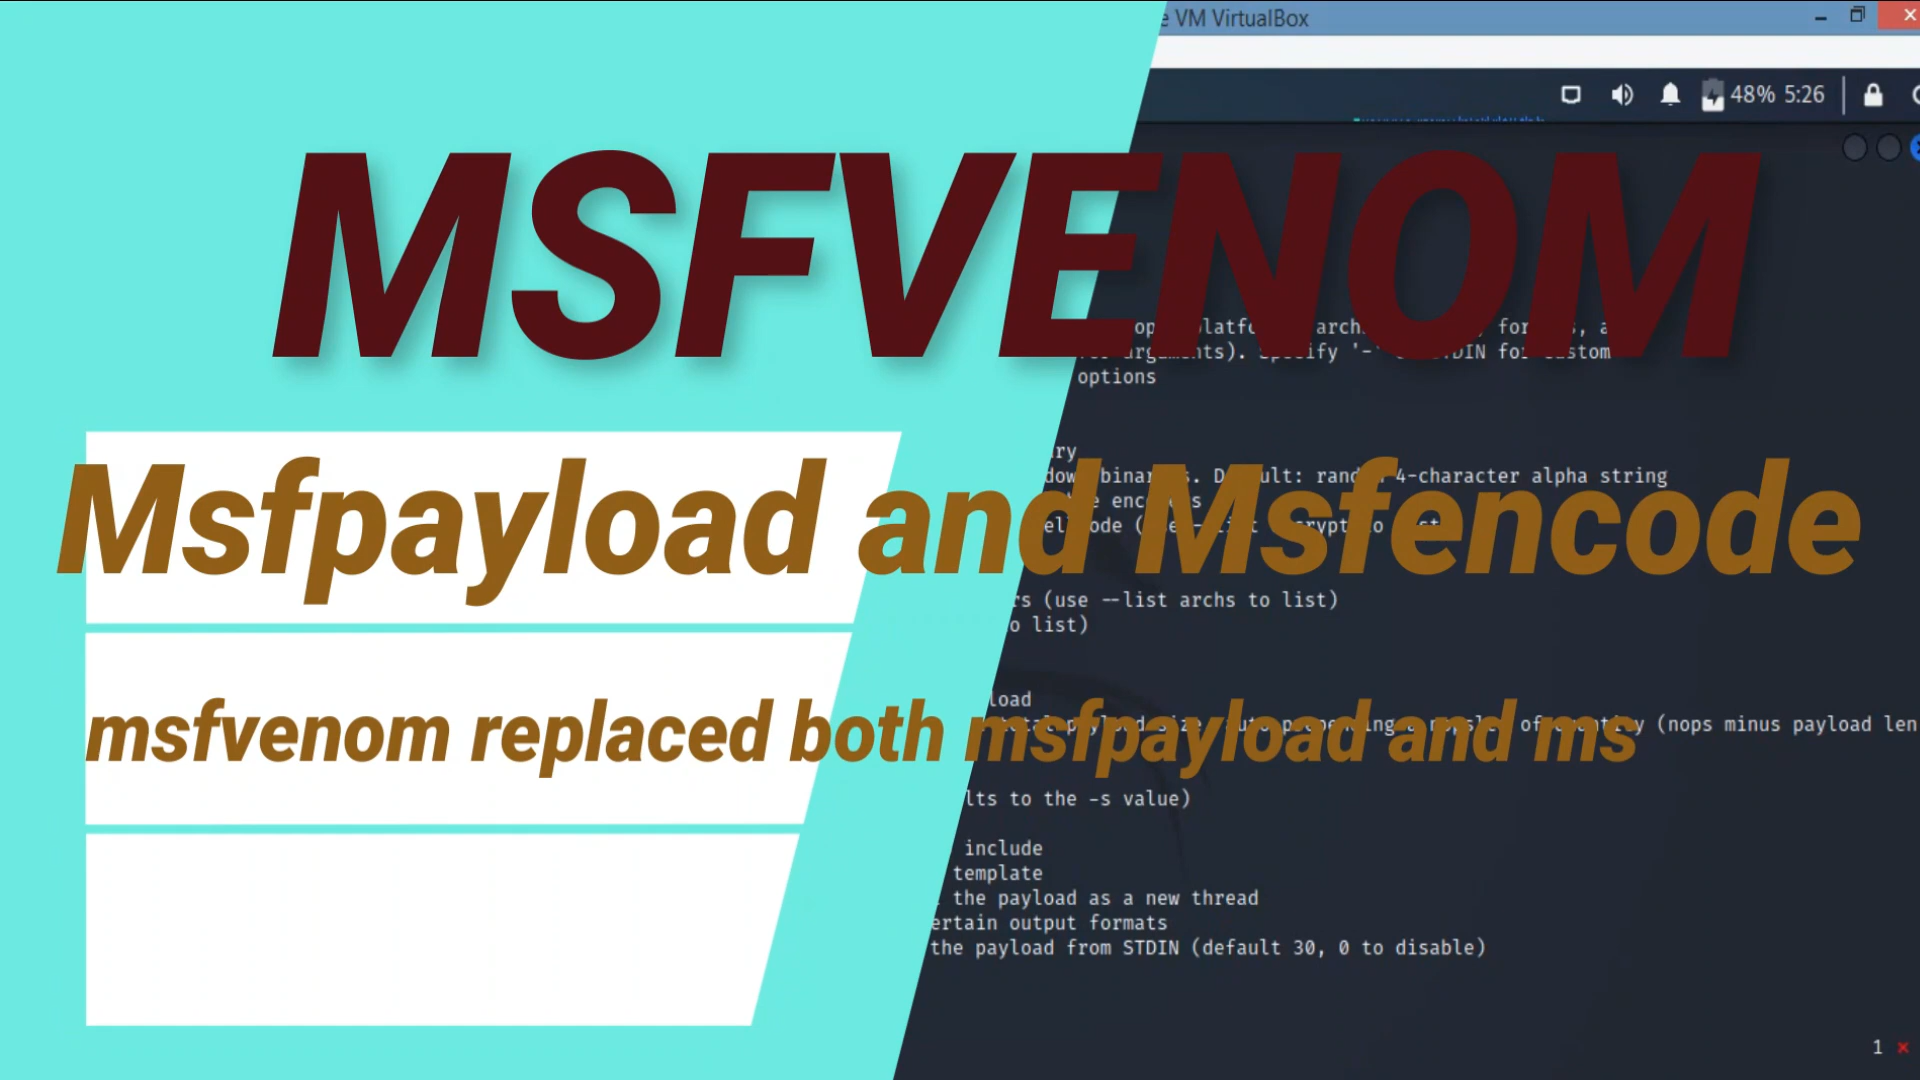 VM VirtualBox
48% 5:26
MSFVENOM
options
Msfpayload and Msfencode
4-character alpha string
(use --list archs to list)
to list)
msfvenom replaced both msfpayload and ms
(nops minus payload len
to the -s value)
include
template
the payload as a new thread
output formats
the payload from STDIN (default 30, 0 to disable)
1